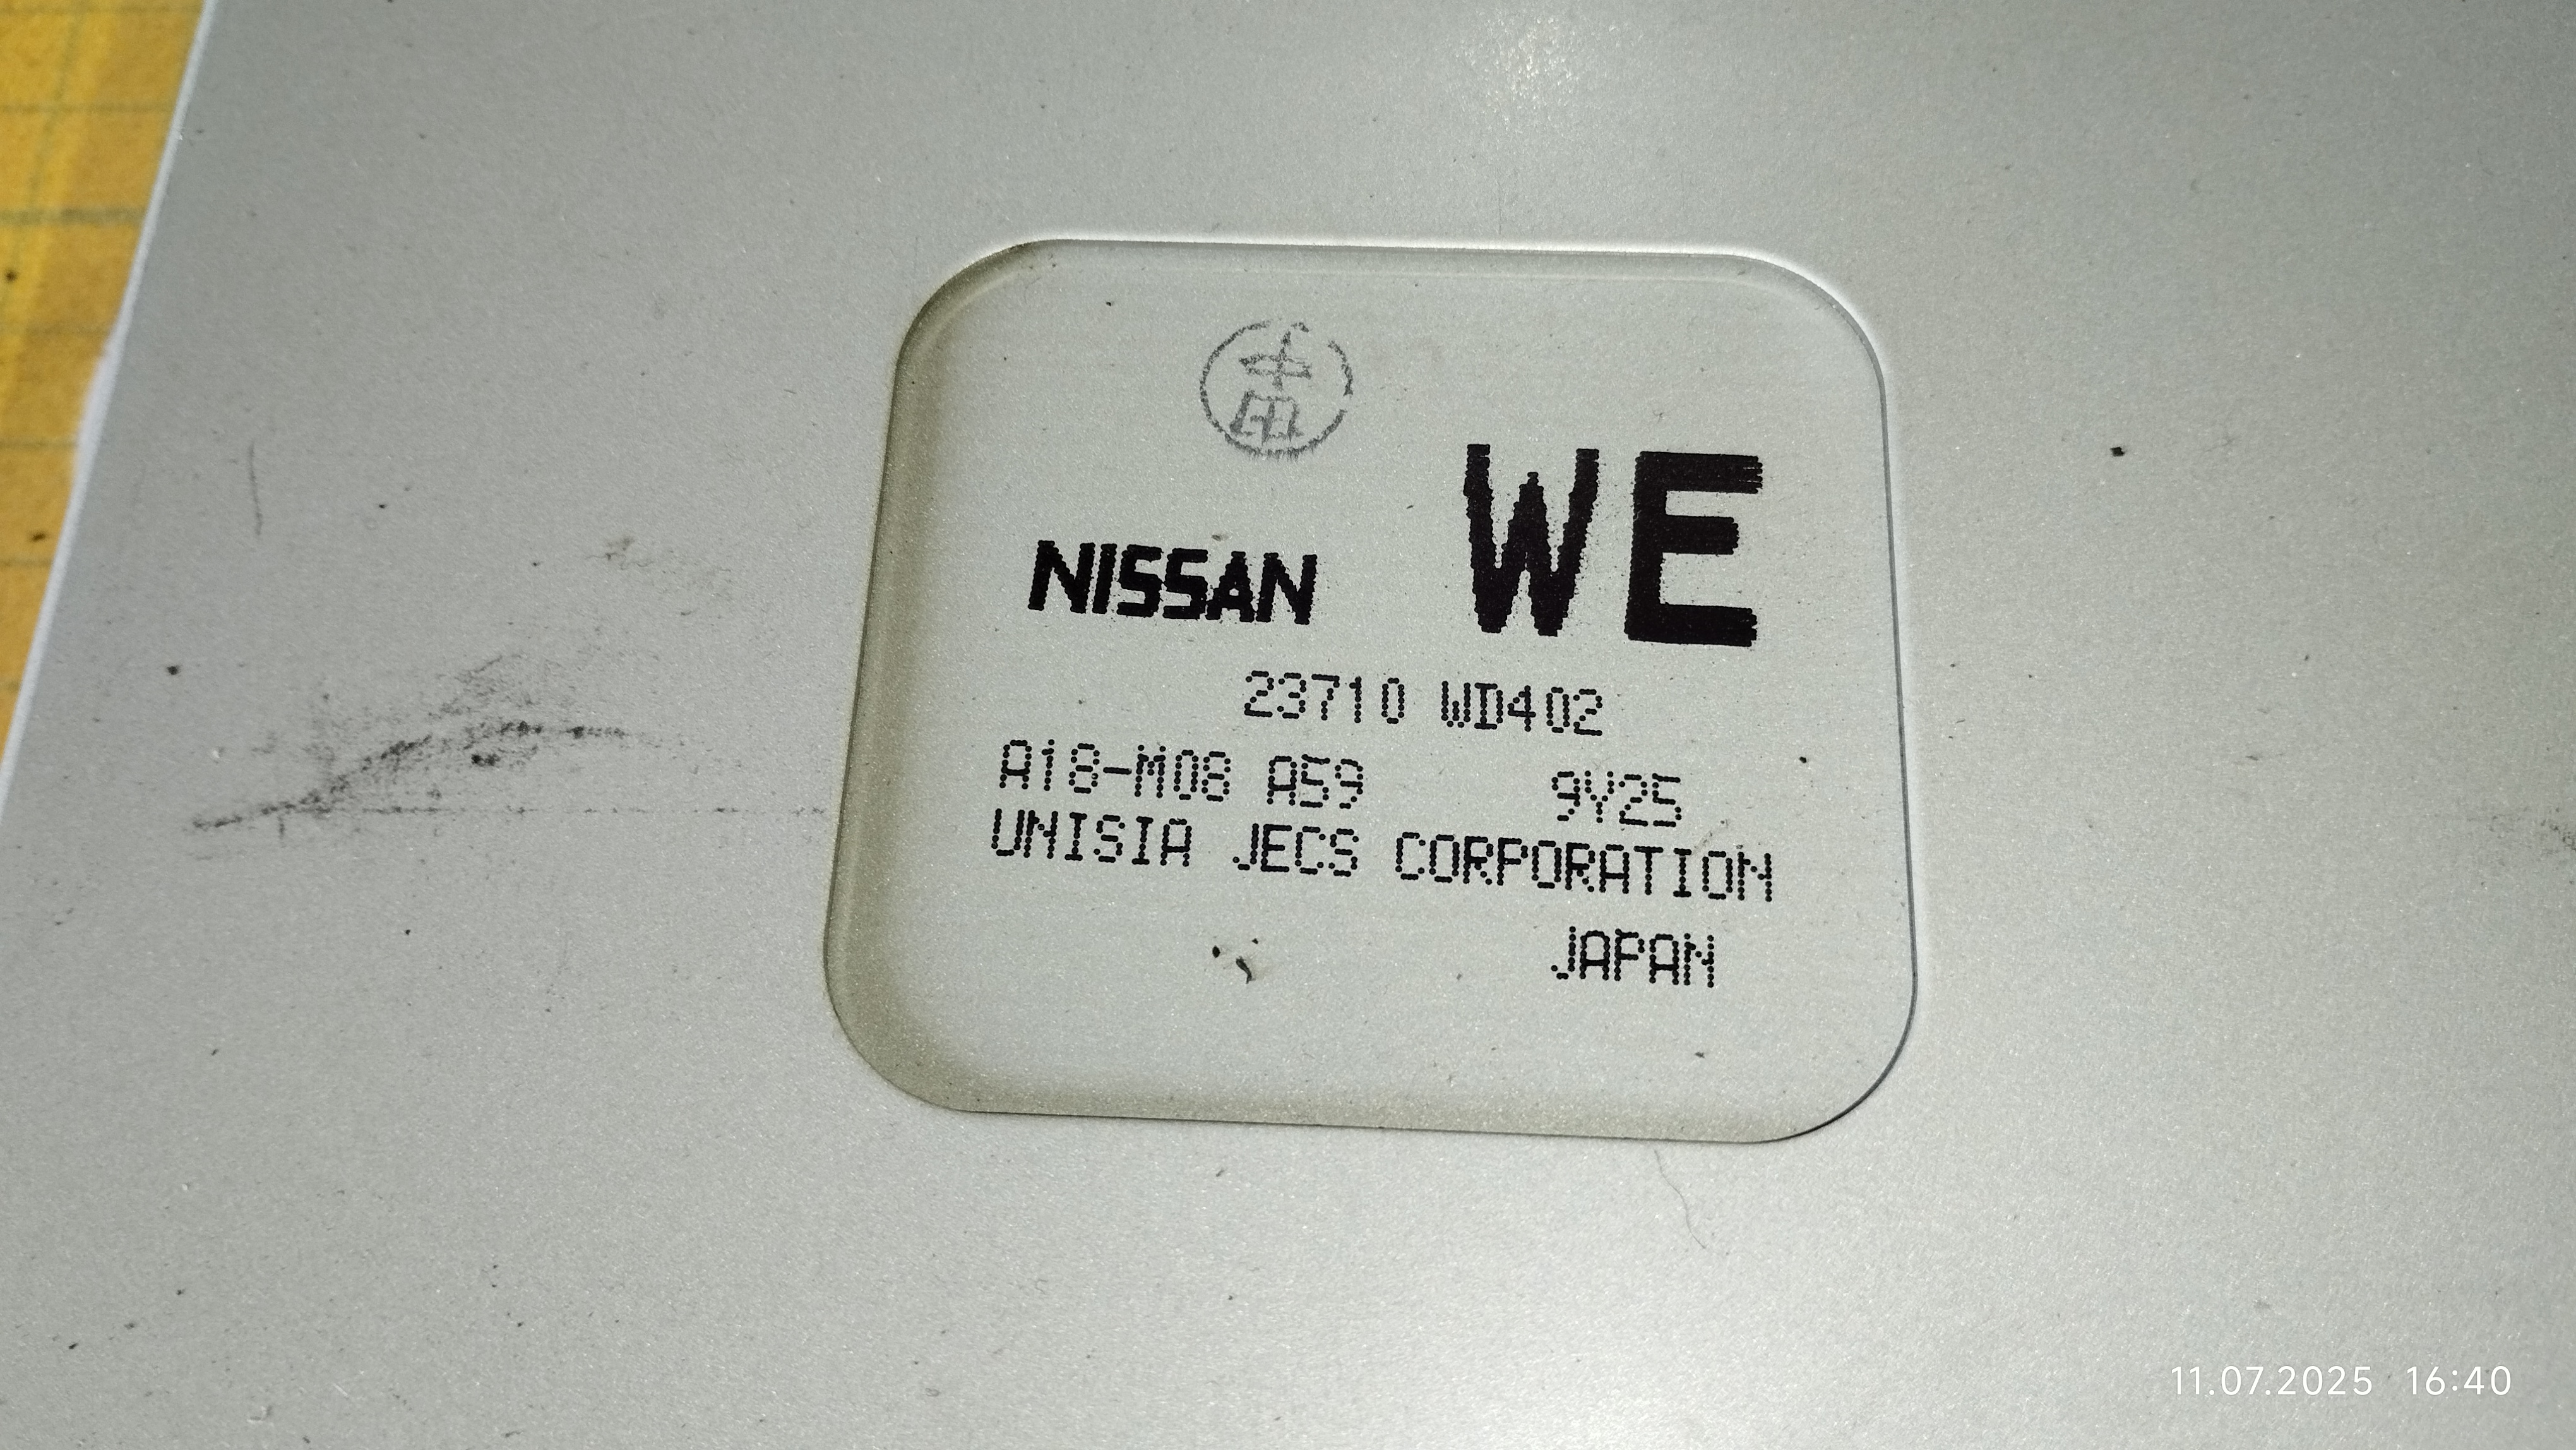 WE
NISSAN
23710 WD402
A18-M08 A59 9Y25
UNISIA JECS CORPORATION
JAPAN
11.07.2025 16:40